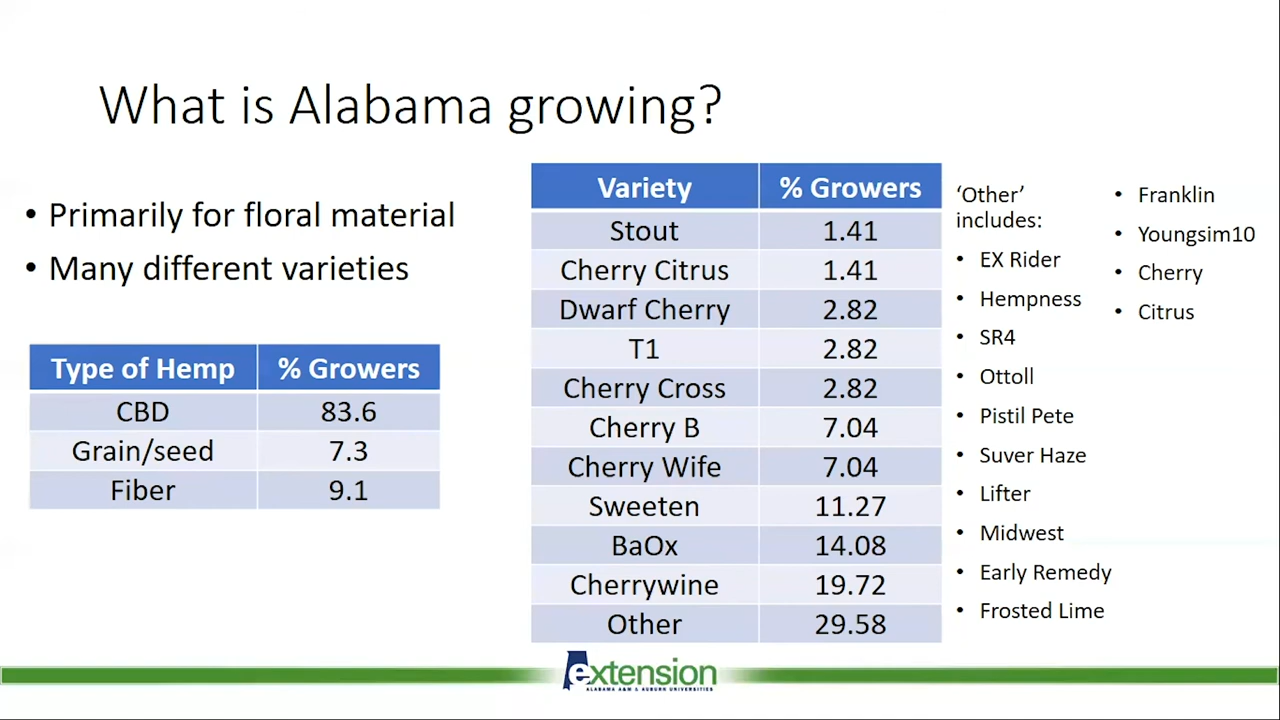 What is Alabama growing?
• Primarily for floral material
• Many different varieties
Type of Hemp % Growers
CBD 83.6
Grain/seed 7.3
Fiber 9.1
Variety % Growers
Stout 1.41
Cherry Citrus 1.41
Dwarf Cherry 2.82
T1 2.82
Cherry Cross 2.82
Cherry B 7.04
Cherry Wife 7.04
Sweeten 11.27
BaOx 14.08
Cherrywine 19.72
Other 29.58
‘Other’
includes:
• EX Rider
• Hempness
• SR4
• Ottoll
• Pistil Pete
• Suver Haze
• Lifter
• Midwest
• Early Remedy
• Frosted Lime
• Franklin
• Youngsim10
• Cherry
• Citrus
extension
ALABAMA A&M & AUBURN UNIVERSITIES